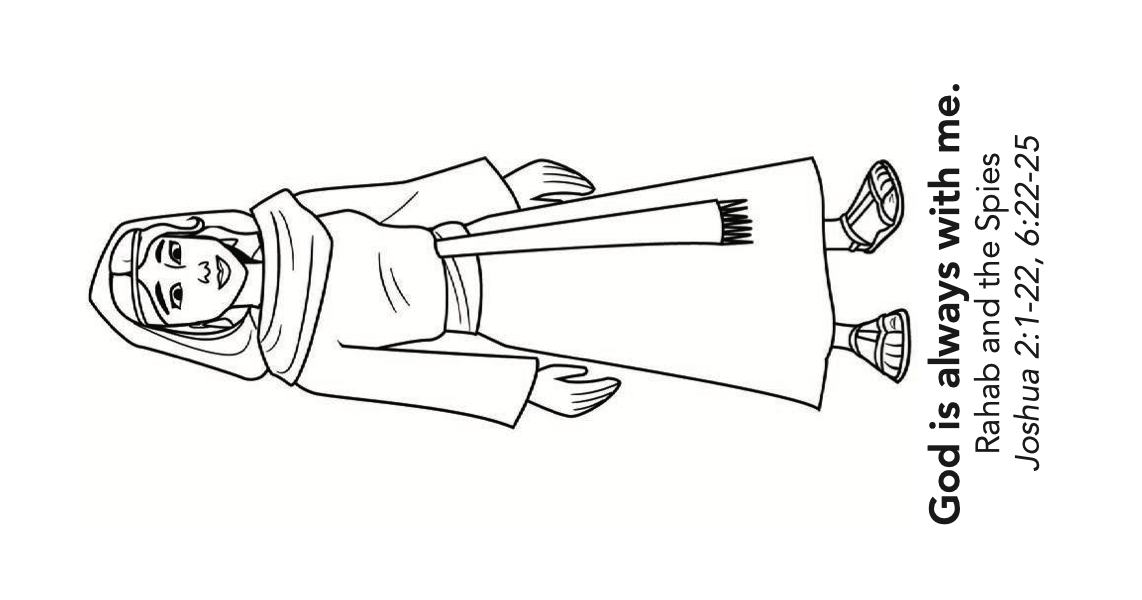 God is always with me.
Rahab and the Spies
Joshua 2:1-22, 6:22-25